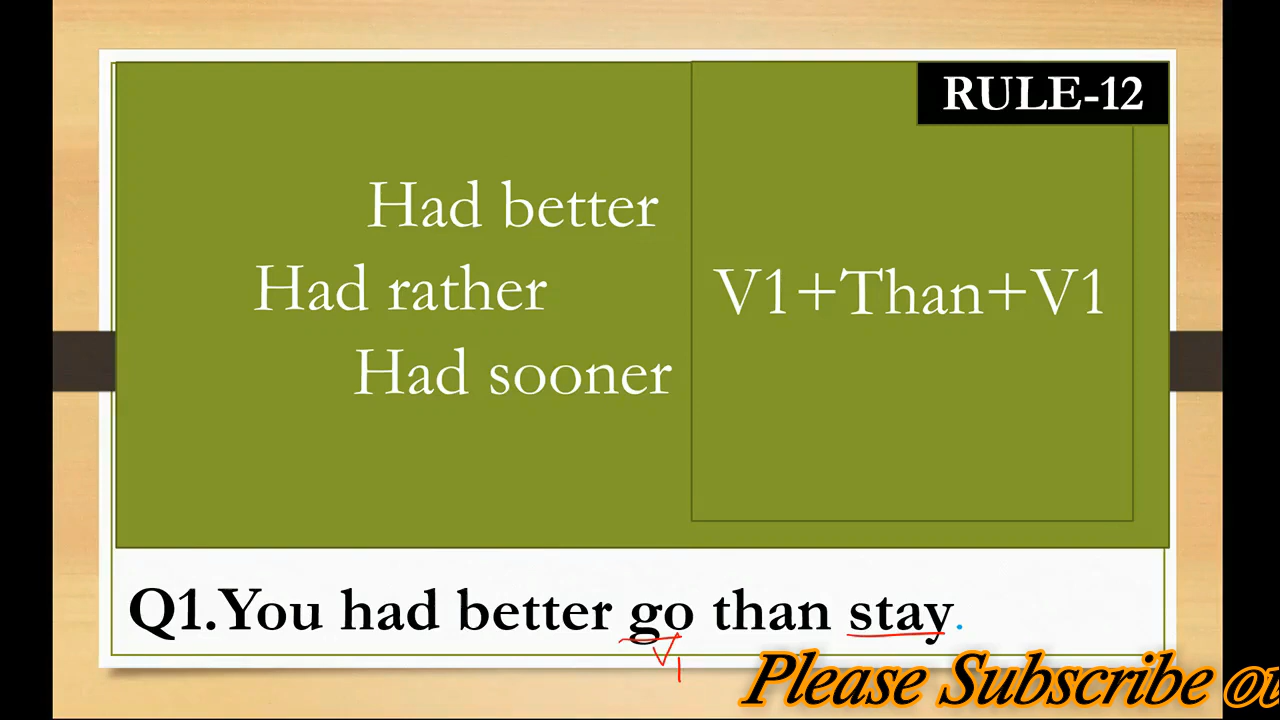 RULE-12
Had better
Had rather
Had sooner
V1+Than+V1
Q1.You had better go than stay.
V1
Please Subscribe